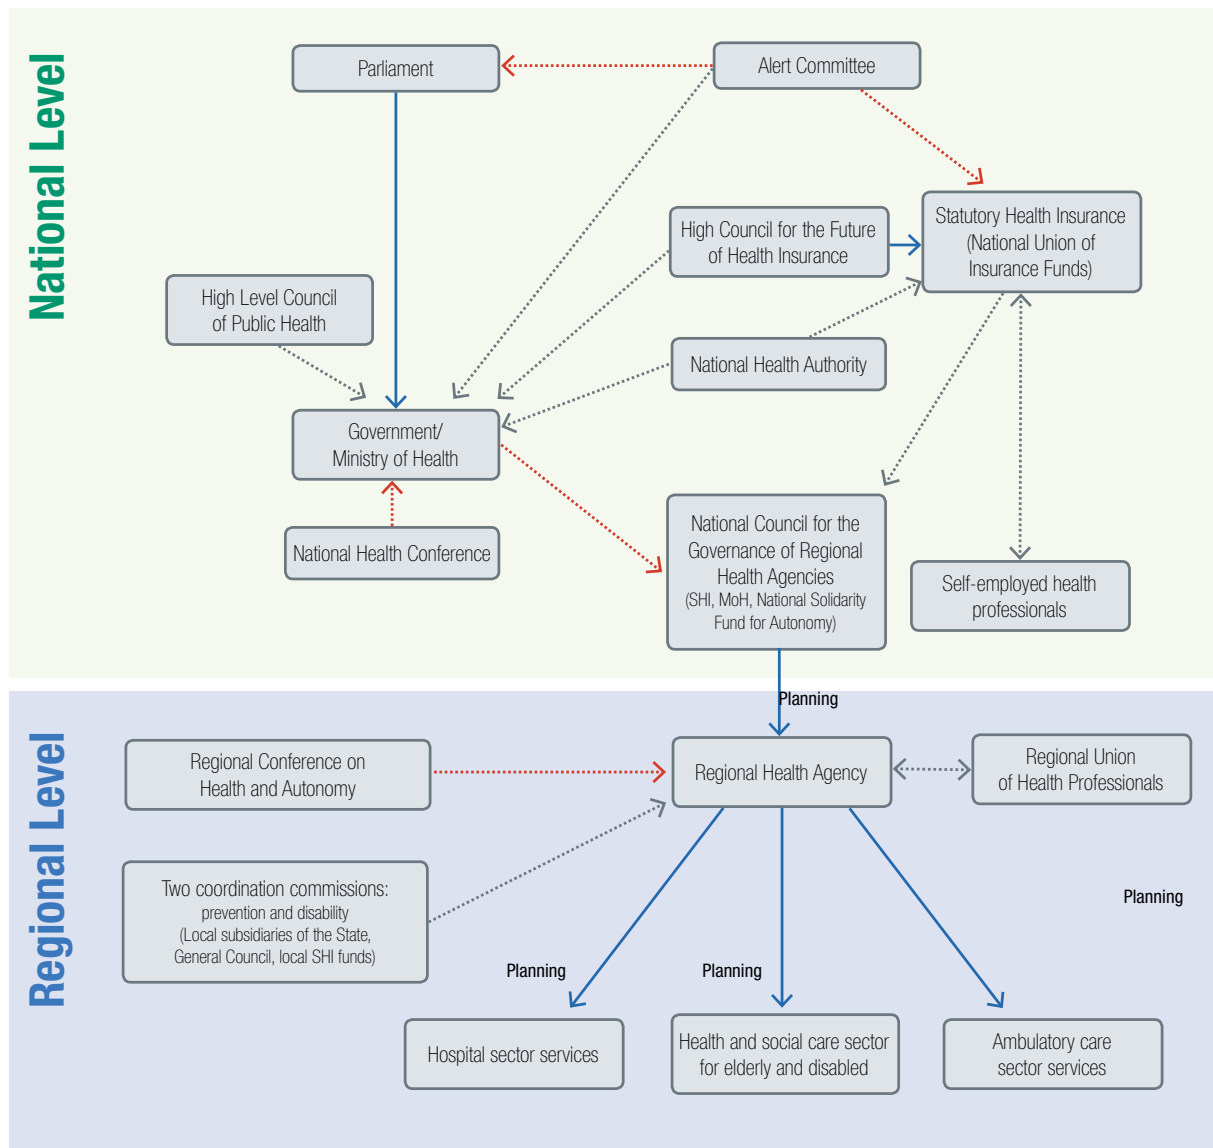 National Level
Parliament
Alert Committee
Statutory Health Insurance
(National Union of
Insurance Funds)
High Council for the Future
of Health Insurance
High Level Council
of Public Health
National Health Authority
Government/
Ministry of Health
National Health Conference
National Council for the
Governance of Regional
Health Agencies
(SHI, MoH, National Solidarity
Fund for Autonomy)
Self-employed health
professionals
Planning
Regional Level
Regional Conference on
Health and Autonomy
Regional Health Agency
Regional Union
of Health Professionals
Two coordination commissions:
prevention and disability
(Local subsidiaries of the State,
General Council, local SHI funds)
Planning
Planning
Planning
Hospital sector services
Health and social care sector
for elderly and disabled
Ambulatory care
sector services